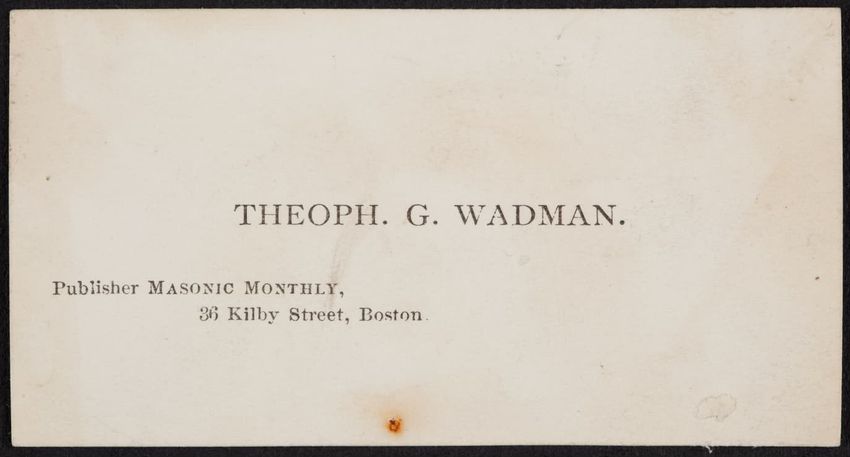 THEOPH. G. WADMAN.
Publisher MASONIC MONTHLY,
36 Kilby Street, Boston.